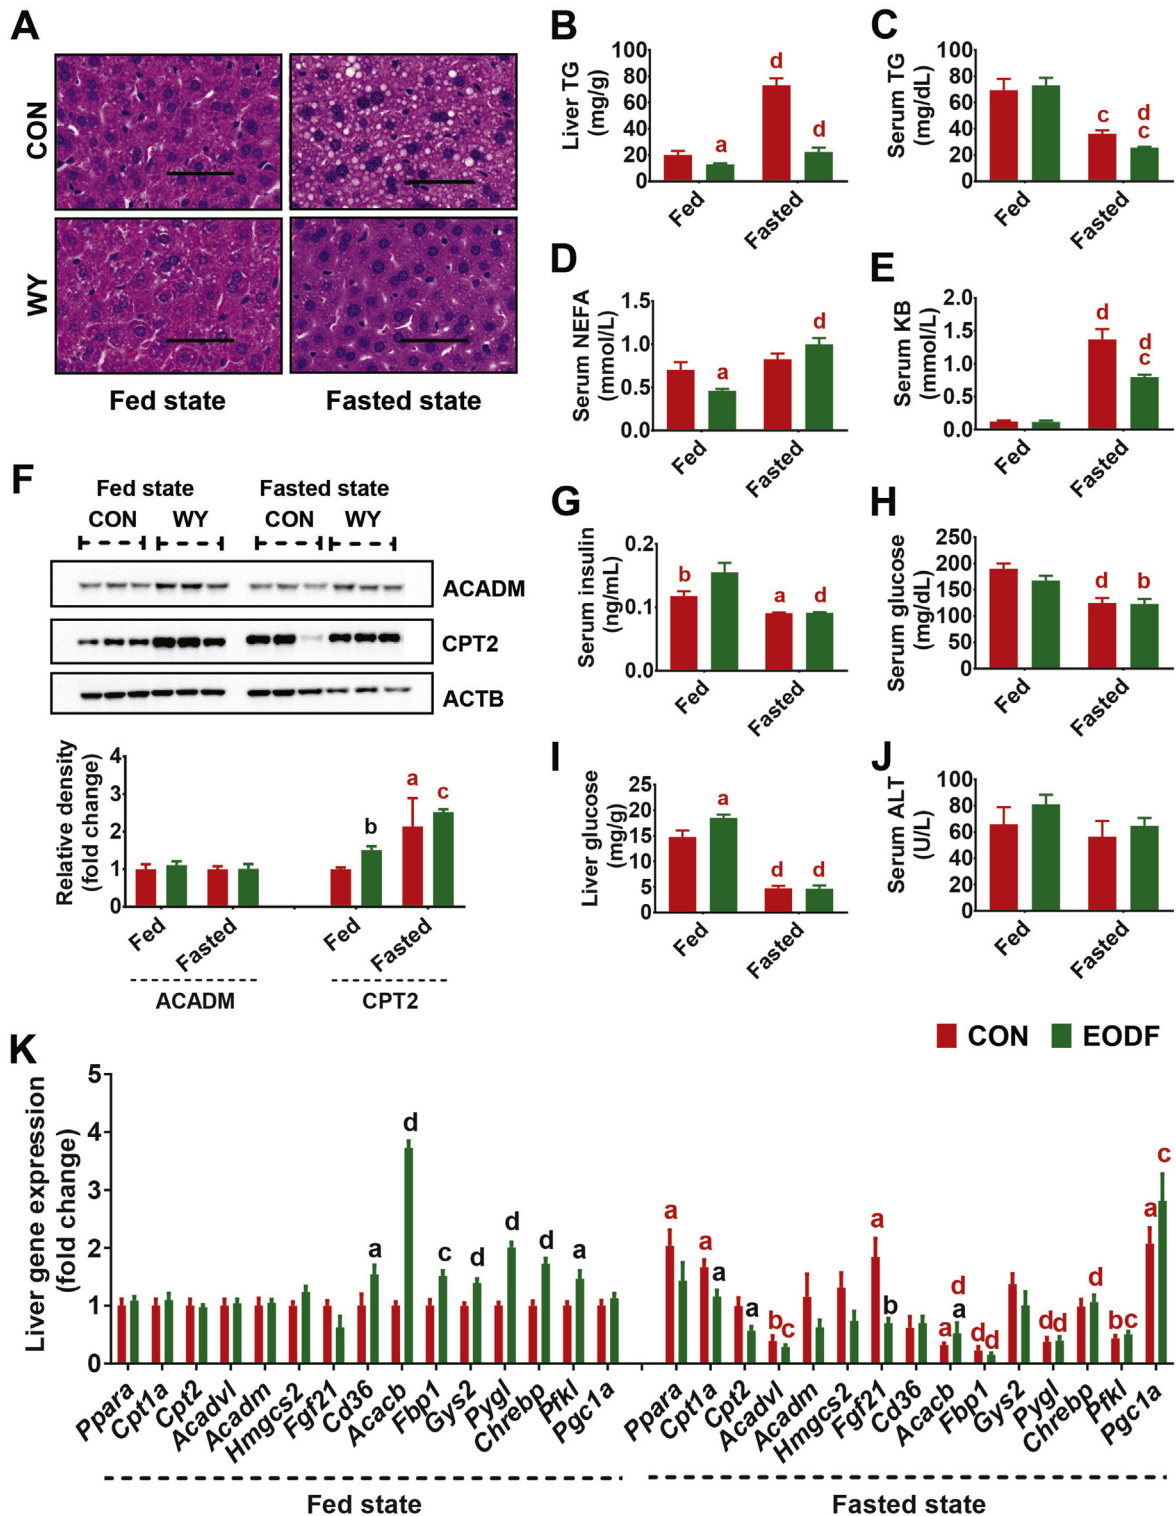 A
CON
WY
Fed state
Fasted state
B
Liver TG
(mg/g)
100
80
60
40
20
0
a
d
d
Fed
Fasted
C
Serum TG
(mg/dL)
100
80
60
40
20
0
c
d
c
Fed
Fasted
D
Serum NEFA
(mmol/L)
1.5
1.0
0.5
0.0
a
d
Fed
Fasted
E
Serum KB
(mmol/L)
2.0
1.5
1.0
0.5
0.0
d
d
c
Fed
Fasted
F
Fed state
Fasted state
CON
WY
CON
WY
ACADM
CPT2
ACTB
Relative density
(fold change)
4
3
2
1
0
b
a
c
Fed
Fasted
Fed
Fasted
ACADM
CPT2
G
Serum insulin
(ng/mL)
0.2
0.1
0.0
b
a
d
Fed
Fasted
H
Serum glucose
(mg/dL)
250
200
150
100
50
0
d
b
Fed
Fasted
I
Liver glucose
(mg/g)
25
20
15
10
5
0
a
d
d
Fed
Fasted
J
Serum ALT
(U/L)
100
80
60
40
20
0
Fed
Fasted
CON
EODF
K
Liver gene expression
(fold change)
5
4
3
2
1
0
a
d
c
d
d
d
a
a
a
a
a
b
c
a
b
a
d
a
d
d
d
d
d
b
c
a
c
Ppara
Cpt1a
Cpt2
Acadvl
Acadm
Hmgcs2
Fgf21
Cd36
Acacb
Fbp1
Gys2
Pygl
Chrebp
Pfkl
Pgc1a
Ppara
Cpt1a
Cpt2
Acadvl
Acadm
Hmgcs2
Fgf21
Cd36
Acacb
Fbp1
Gys2
Pygl
Chrebp
Pfkl
Pgc1a
Fed state
Fasted state